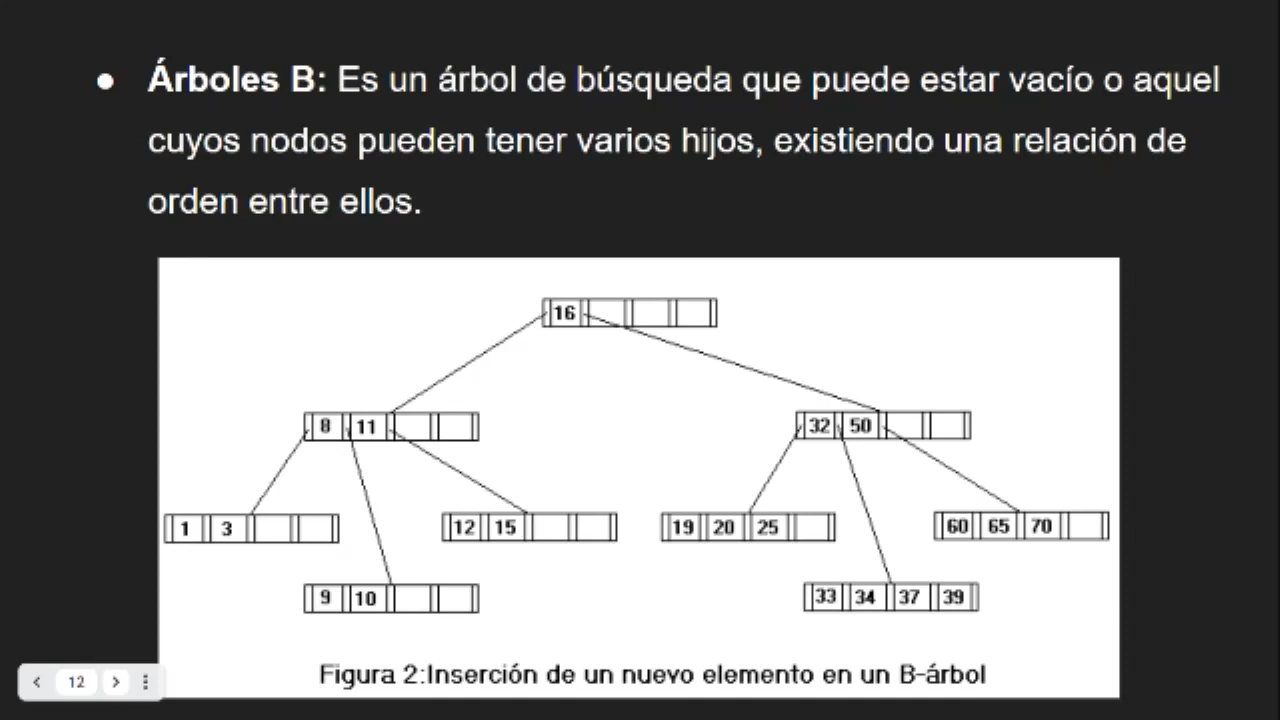 ● Árboles B: Es un árbol de búsqueda que puede estar vacío o aquel
cuyos nodos pueden tener varios hijos, existiendo una relación de
orden entre ellos.
16
8 11
32 50
1 3
12 15
19 20 25
60 65 70
9 10
33 34 37 39
Figura 2:Inserción de un nuevo elemento en un B-árbol
12